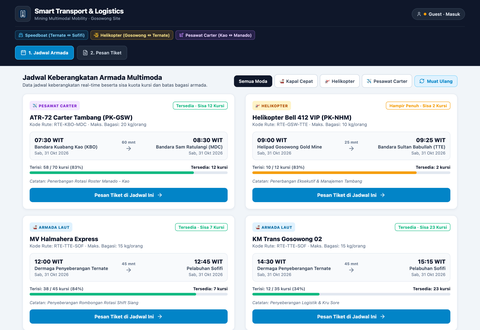 Smart Transport & Logistics
Mining Multimodal Mobility - Gosowong Site
Guest - Masuk
Speedboat (Ternate ⇔ Sofifi)
Helikopter (Gosowong ⇔ Ternate)
Pesawat Carter (Kao ⇔ Manado)
1. Jadwal Armada
2. Pesan Tiket
Jadwal Keberangkatan Armada Multimoda
Jadwal keberangkatan real-time beserta sisa kuota kursi dan batas bagasi armada.
Semua Moda
Kapal Cepat
Helikopter
Pesawat Carter
Muat Ulang
PESAWAT CARTER
Tersedia · Sisa 12 Kursi
ATR-72 Carter Tambang (PK-GSW)
Kode Rute: RTE-KBD-MDC · Maks. Bagasi: 20 kg/orang
07:30 WIT
60 mnt
08:30 WIT
Bandara Kuabang Kao (KBD)
Bandara Sam Ratulangi (MDC)
Sab, 31 Okt 2026
Sab, 31 Okt 2026
Terisi: 58 / 70 kursi (83%)
Tersedia: 12 kursi
Catatan: Penerbangan Rotasi Roster Manado - Kao
Pesan Tiket di Jadwal Ini →
HELIKOPTER
Hampir Penuh · Sisa 2 Kursi
Helikopter Bell 412 VIP (PK-NHM)
Kode Rute: RTE-GSW-TTE · Maks. Bagasi: 10 kg/orang
09:00 WIT
25 mnt
09:25 WIT
Helipad Gosowong Gold Mine
Bandara Sultan Babullah (TTE)
Sab, 31 Okt 2026
Sab, 31 Okt 2026
Terisi: 10 / 12 kursi (83%)
Tersedia: 2 kursi
Catatan: Penerbangan Eksekutif & Manajemen Tambang
Pesan Tiket di Jadwal Ini →
ARMADA LAUT
Tersedia · Sisa 7 Kursi
MV Halmahera Express
Kode Rute: RTE-TTE-SOF · Maks. Bagasi: 15 kg/orang
12:00 WIT
45 mnt
12:45 WIT
Dermaga Penyeberangan Ternate
Pelabuhan Sofifi
Sab, 31 Okt 2026
Sab, 31 Okt 2026
Terisi: 38 / 45 kursi (84%)
Tersedia: 7 kursi
Catatan: Penyeberangan Rombongan Rotasi Shift Siang
Pesan Tiket di Jadwal Ini →
ARMADA LAUT
Tersedia · Sisa 23 Kursi
KM Trans Gosowong 02
Kode Rute: RTE-TTE-SOF · Maks. Bagasi: 15 kg/orang
14:30 WIT
45 mnt
15:15 WIT
Dermaga Penyeberangan Ternate
Pelabuhan Sofifi
Sab, 31 Okt 2026
Sab, 31 Okt 2026
Terisi: 12 / 35 kursi (34%)
Tersedia: 23 kursi
Catatan: Penyeberangan Logistik & Kru Sore
Pesan Tiket di Jadwal Ini →